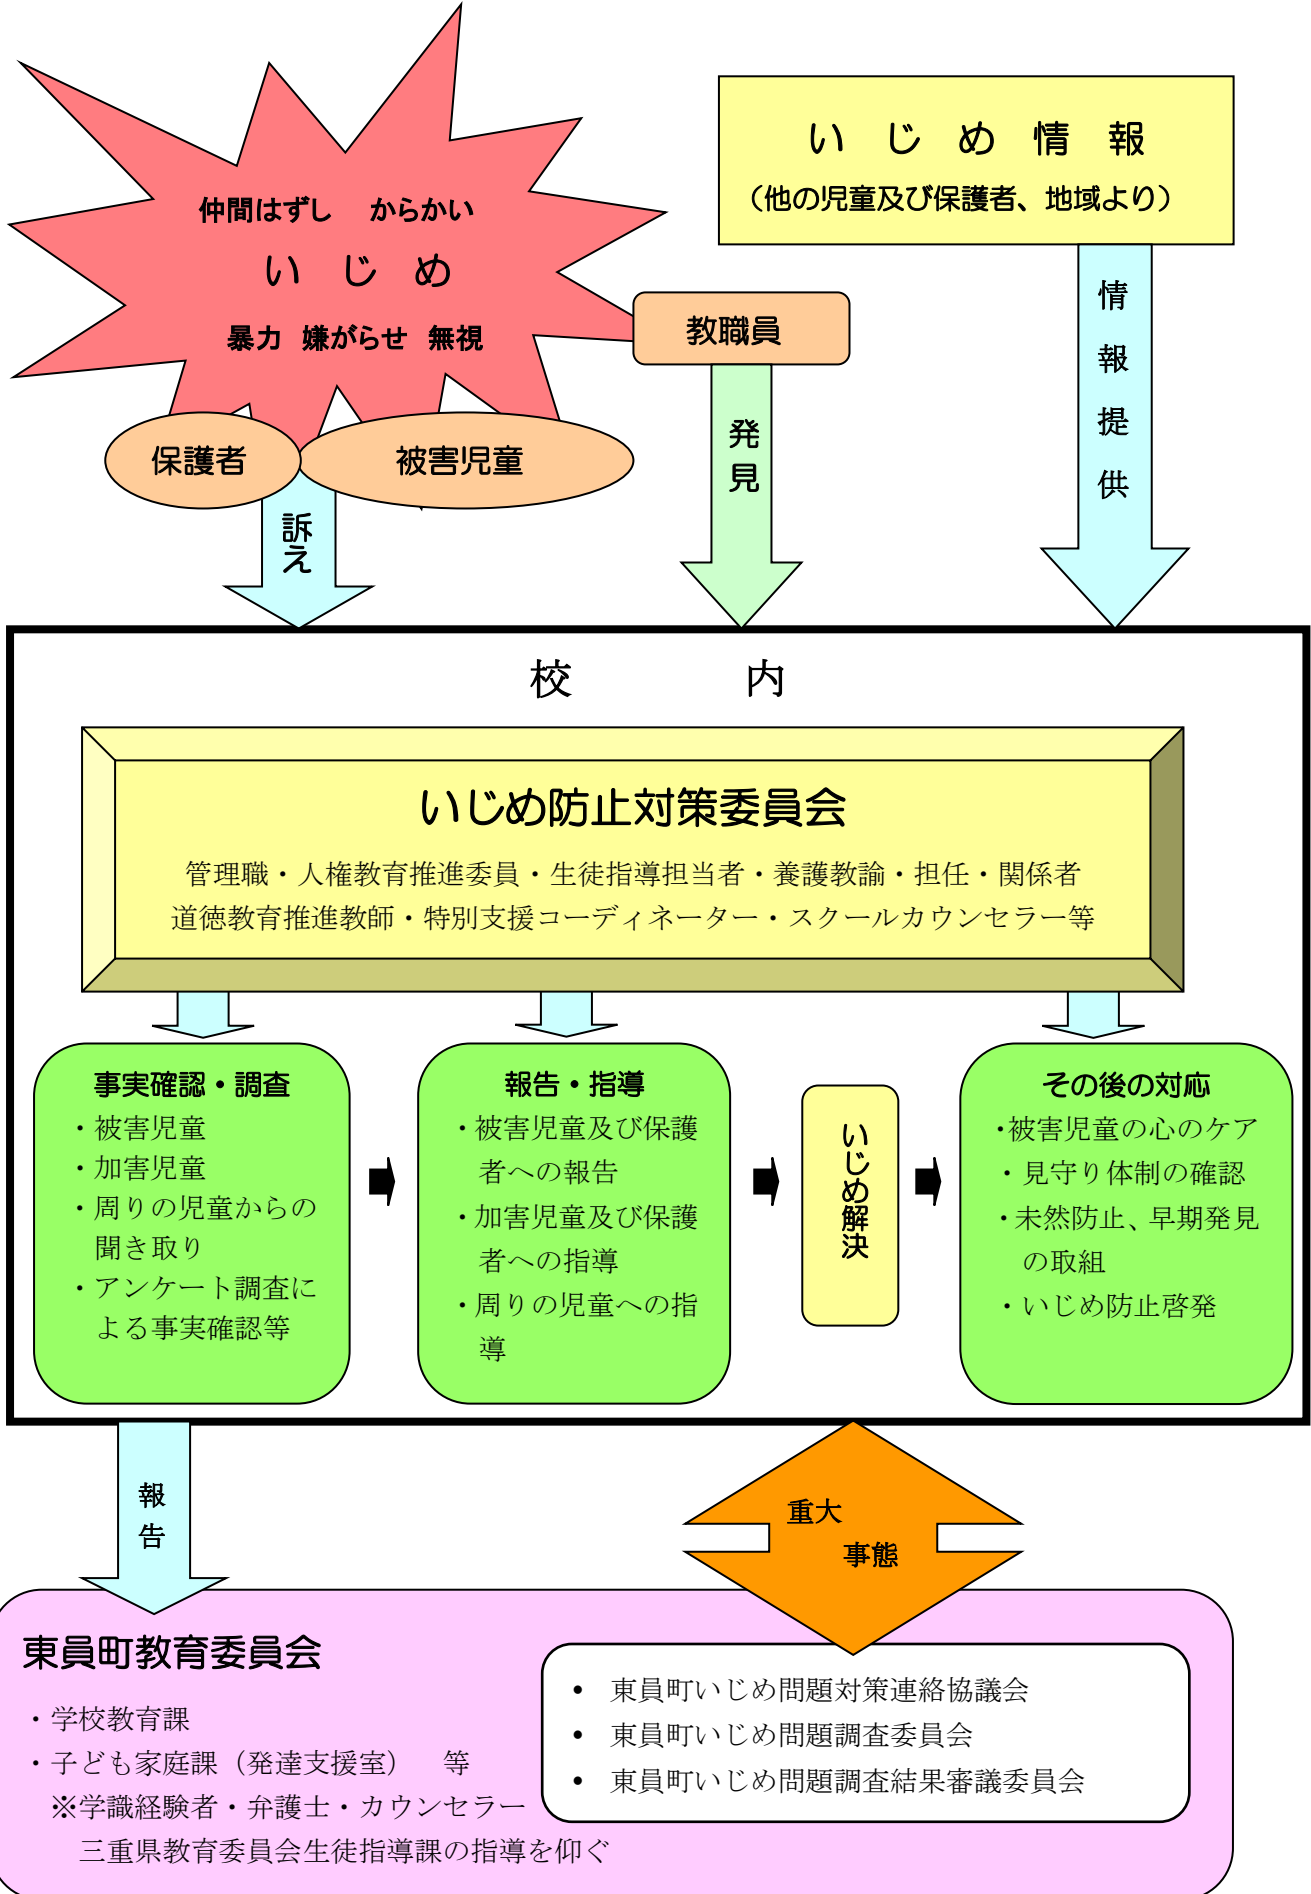 仲間はずし　からかい
い　じ　め
暴力　嫌がらせ　無視
い　じ　め　情　報
（他の児童及び保護者、地域より）
教職員
保護者
被害児童
訴え
発見
情報提供
校　　　　内
いじめ防止対策委員会
管理職・人権教育推進委員・生徒指導担当者・養護教諭・担任・関係者
道徳教育推進教師・特別支援コーディネーター・スクールカウンセラー等
事実確認・調査
・被害児童
・加害児童
・周りの児童からの
聞き取り
・アンケート調査に
よる事実確認等
報告・指導
・被害児童及び保護
者への報告
・加害児童及び保護
者への指導
・周りの児童への指
導
いじめ解決
その後の対応
・被害児童の心のケア
・見守り体制の確認
・未然防止、早期発見
の取組
・いじめ防止啓発
報告
重大
事態
東員町教育委員会
・学校教育課
・子ども家庭課（発達支援室）　等
※学識経験者・弁護士・カウンセラー
三重県教育委員会生徒指導課の指導を仰ぐ
• 東員町いじめ問題対策連絡協議会
• 東員町いじめ問題調査委員会
• 東員町いじめ問題調査結果審議委員会